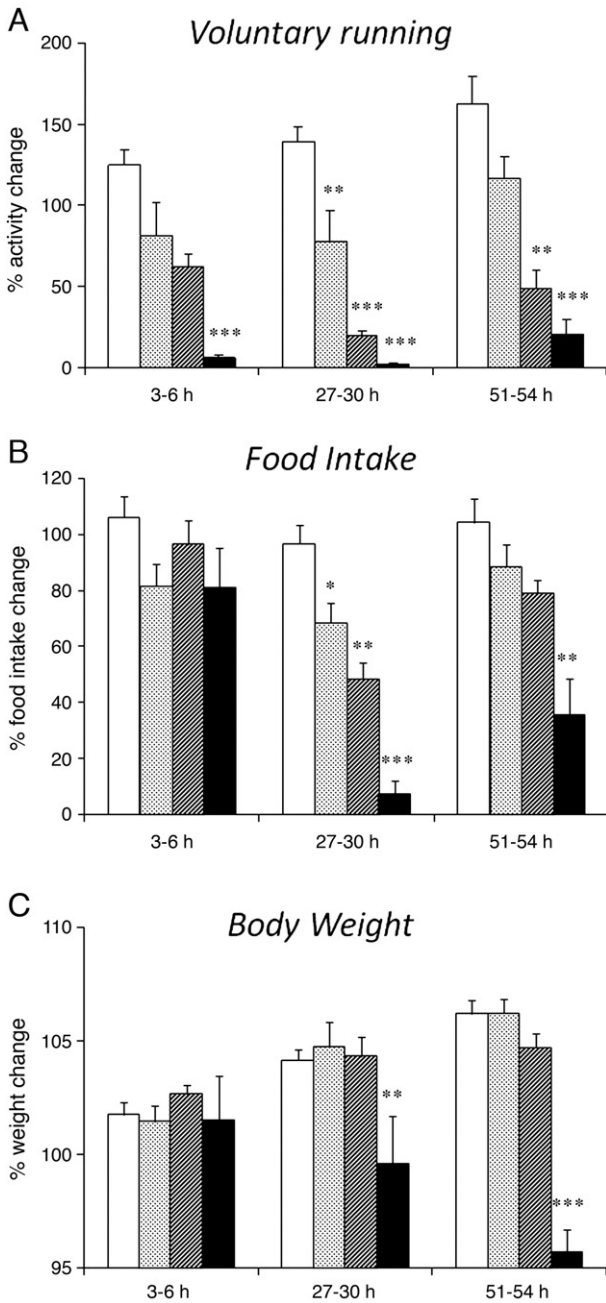 A
Voluntary running
% activity change
200
150
100
50
0
**
***
***
***
**
***
3-6 h
27-30 h
51-54 h
B
Food Intake
% food intake change
120
100
80
60
40
20
0
*
**
***
**
3-6 h
27-30 h
51-54 h
C
Body Weight
% weight change
110
105
100
95
**
***
3-6 h
27-30 h
51-54 h